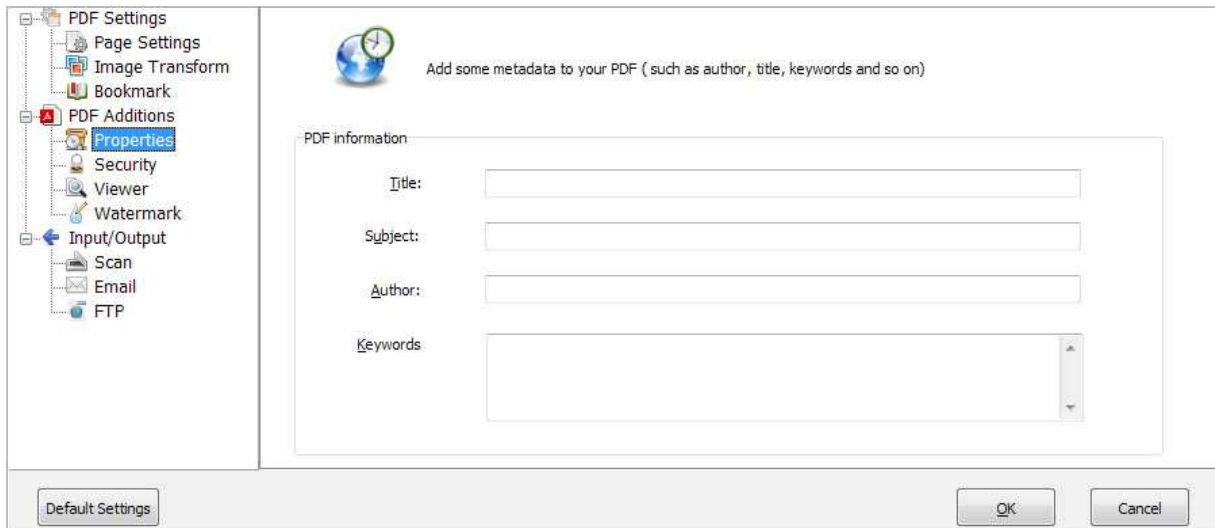 PDF Settings
Page Settings
Image Transform
Bookmark
PDF Additions
Properties
Security
Viewer
Watermark
Input/Output
Scan
Email
FTP
Add some metadata to your PDF ( such as author, title, keywords and so on)
PDF information
Title:
Subject:
Author:
Keywords
Default Settings
OK
Cancel